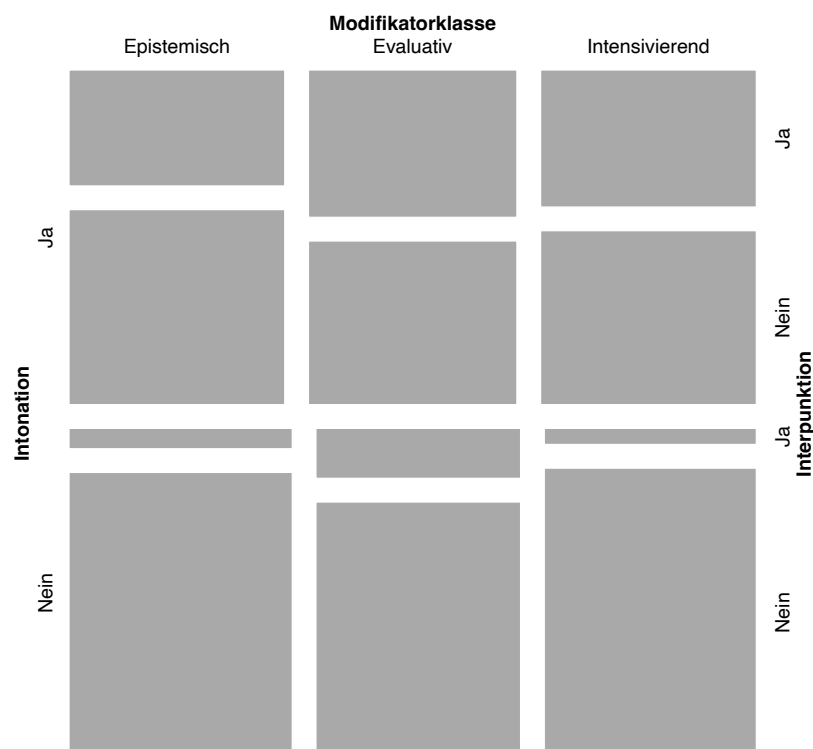 Modifikatorklasse
Epistemisch Evaluativ Intensivierend
Ja
Ja
Nein
Intonation
Interpunktion
Ja
Nein
Nein